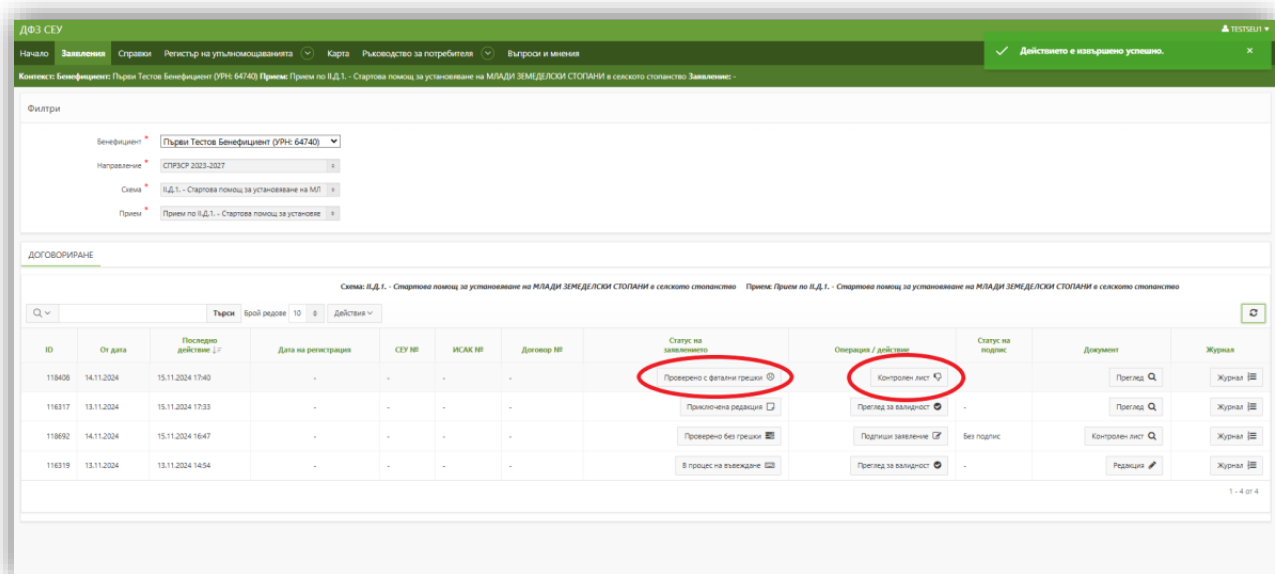 ДФЗ СЕУ
TESTSEU1
Начало Заявления Справки Регистър на упълномощаванията Карта Ръководство за потребителя Въпроси и мнения
Действието е извършено успешно.
Контекст: Бенефициент: Първи Тестов Бенефициент (УРН: 64740) Прием: Прием по II.Д.1. - Стартова помощ за установяване на МЛАДИ ЗЕМЕДЕЛСКИ СТОПАНИ в селското стопанство Заявление: -
Филтри
Бенефициент * Първи Тестов Бенефициент (УРН: 64740)
Направление * СПРЗСР 2023-2027
Схема * II.Д.1. - Стартова помощ за установяване на МЛ
Прием * Прием по II.Д.1. - Стартова помощ за установяв
ДОГОВОРИРАНЕ
Схема: II.Д.1. - Стартова помощ за установяване на МЛАДИ ЗЕМЕДЕЛСКИ СТОПАНИ в селското стопанство Прием: Прием по II.Д.1. - Стартова помощ за установяване на МЛАДИ ЗЕМЕДЕЛСКИ СТОПАНИ в селското стопанство
Търси Брой редове 10 Действия
ID От дата Последно действие Дата на регистрация СЕУ № ИСАК № Договор № Статус на заявлението Операция / действие Статус на подпис Документ Журнал
118408 14.11.2024 15.11.2024 17:40 - - - - Проверено с фатални грешки Контролен лист Преглед Журнал
116317 13.11.2024 15.11.2024 17:33 - - - - Приключена редакция Преглед за валидност - Преглед Журнал
118692 14.11.2024 15.11.2024 16:47 - - - - Проверено без грешки Подпиши заявление Без подпис Контролен лист Журнал
116319 13.11.2024 13.11.2024 14:54 - - - - В процес на въвеждане Преглед за валидност - Редакция Журнал
1 - 4 от 4